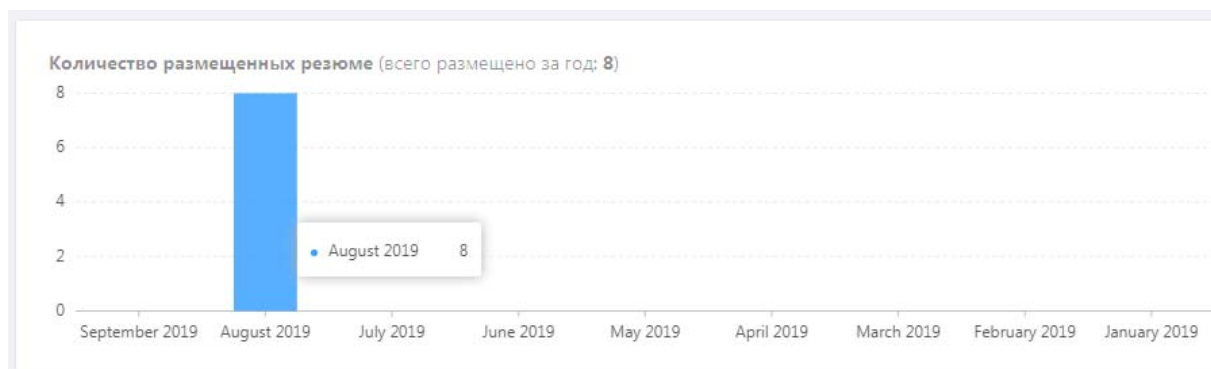 Количество размещенных резюме (всего размещено за год: 8)
8
6
4
2
0
August 2019 8
September 2019 August 2019 July 2019 June 2019 May 2019 April 2019 March 2019 February 2019 January 2019